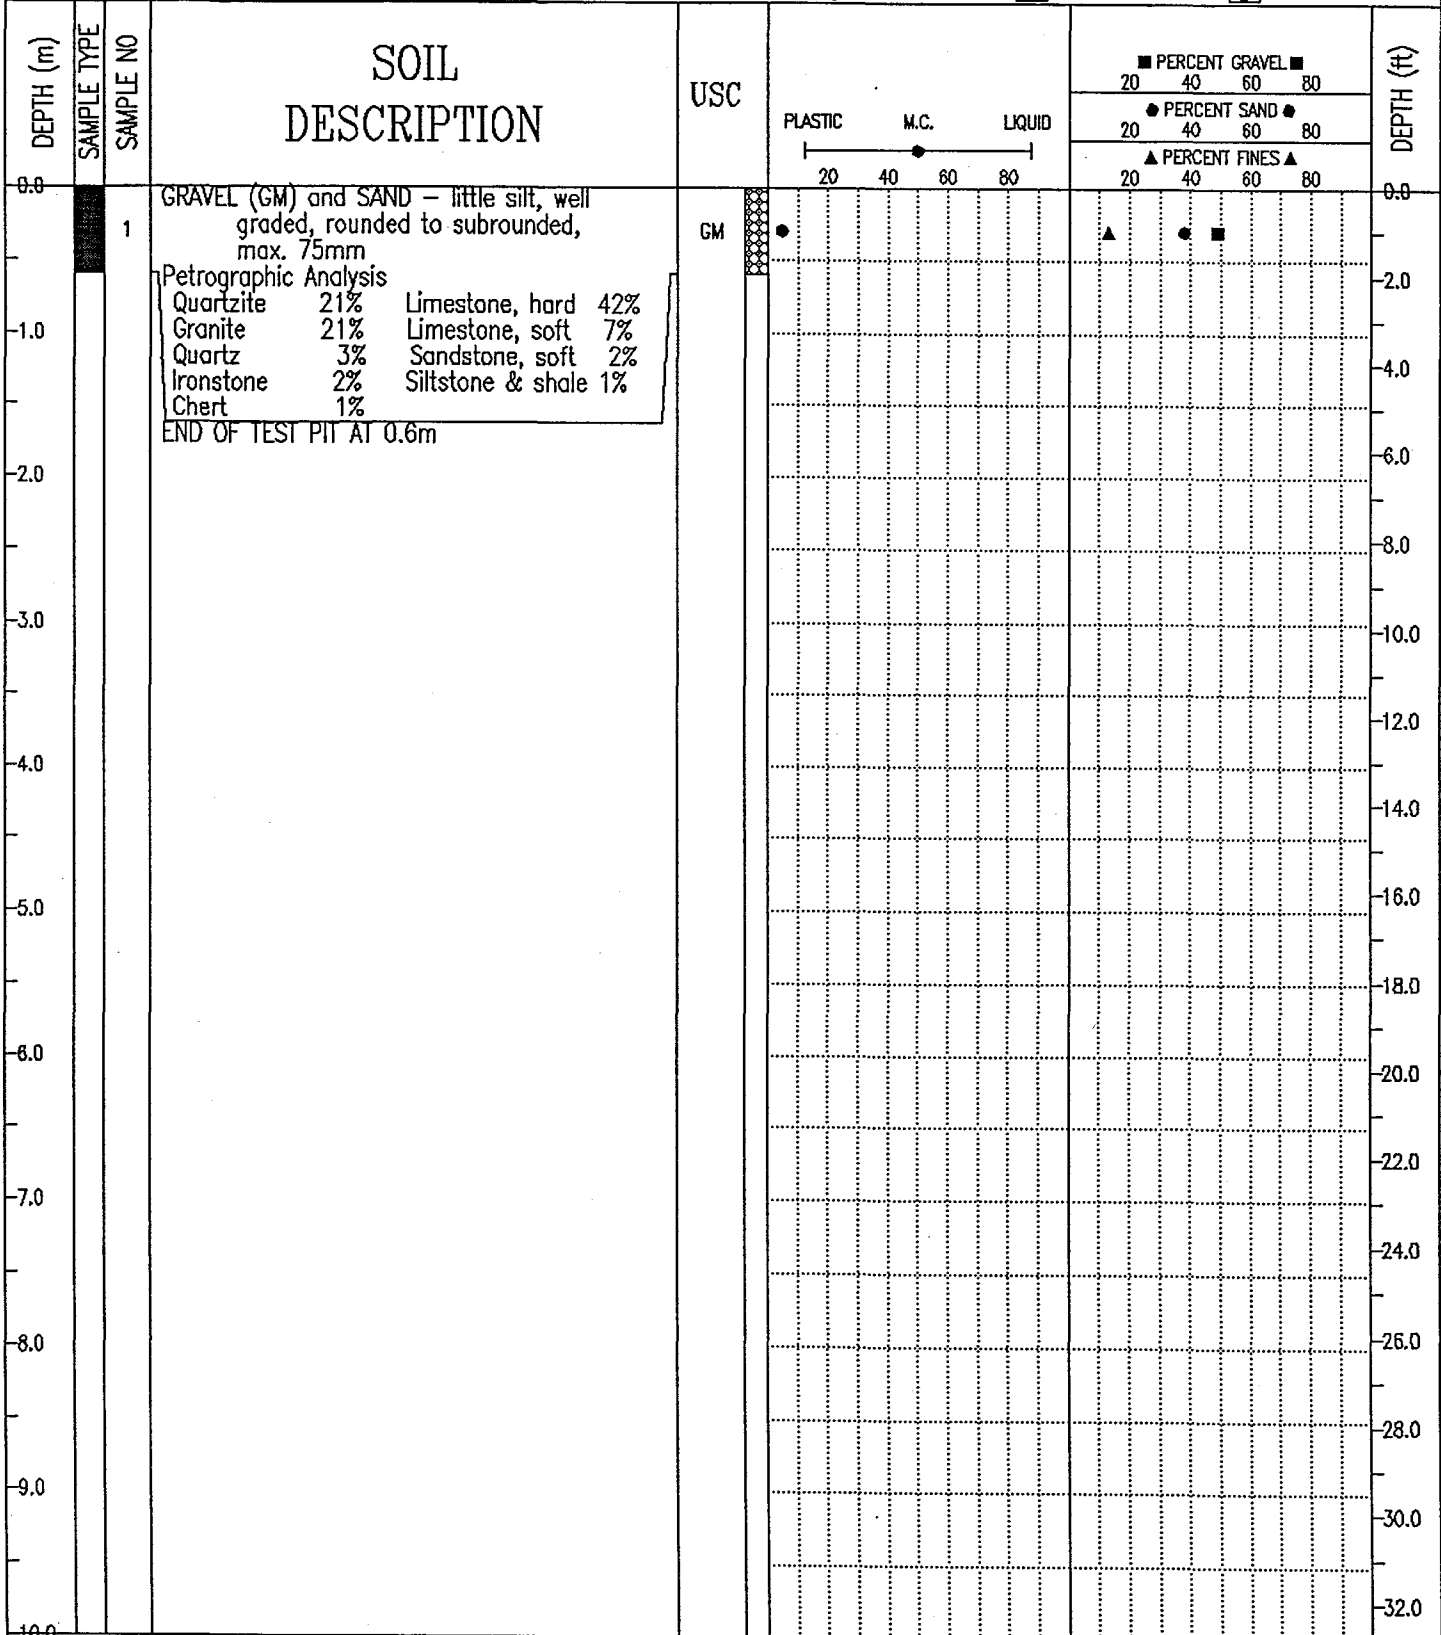 DEPTH (m)
SAMPLE TYPE
SAMPLE NO
SOIL
DESCRIPTION
USC
PLASTIC M.C. LIQUID
20 40 60 80
■ PERCENT GRAVEL ■
20 40 60 80
● PERCENT SAND ●
20 40 60 80
▲ PERCENT FINES ▲
20 40 60 80
DEPTH (ft)
0.0
1
GRAVEL (GM) and SAND – little silt, well
graded, rounded to subrounded,
max. 75mm
GM
Petrographic Analysis
Quartzite 21% Limestone, hard 42%
Granite 21% Limestone, soft 7%
Quartz 3% Sandstone, soft 2%
Ironstone 2% Siltstone & shale 1%
Chert 1%
END OF TEST PIT AT 0.6m
1.0
2.0
3.0
4.0
5.0
6.0
7.0
8.0
9.0
10.0
0.0
2.0
4.0
6.0
8.0
10.0
12.0
14.0
16.0
18.0
20.0
22.0
24.0
26.0
28.0
30.0
32.0